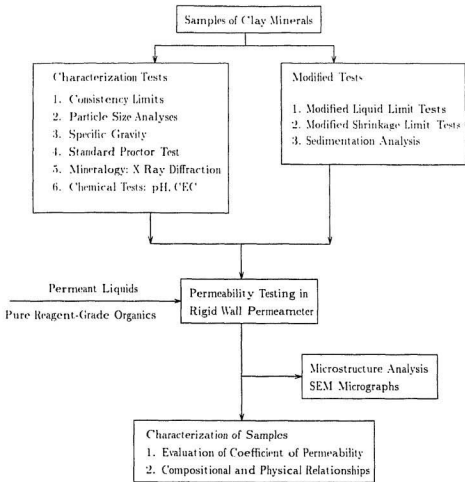 Samples of Clay Minerals
Characterization Tests
1. Consistency Limits
2. Particle Size Analyses
3. Specific Gravity
4. Standard Proctor Test
5. Mineralogy: X Ray Diffraction
6. Chemical Tests: pH, CEC
Modified Tests
1. Modified Liquid Limit Tests
2. Modified Shrinkage Limit Tests
3. Sedimentation Analysis
Permeant Liquids
Pure Reagent-Grade Organics
Permeability Testing in
Rigid Wall Permeameter
Microstructure Analysis
SEM Micrographs
Characterization of Samples
1. Evaluation of Coefficient of Permeability
2. Compositional and Physical Relationships